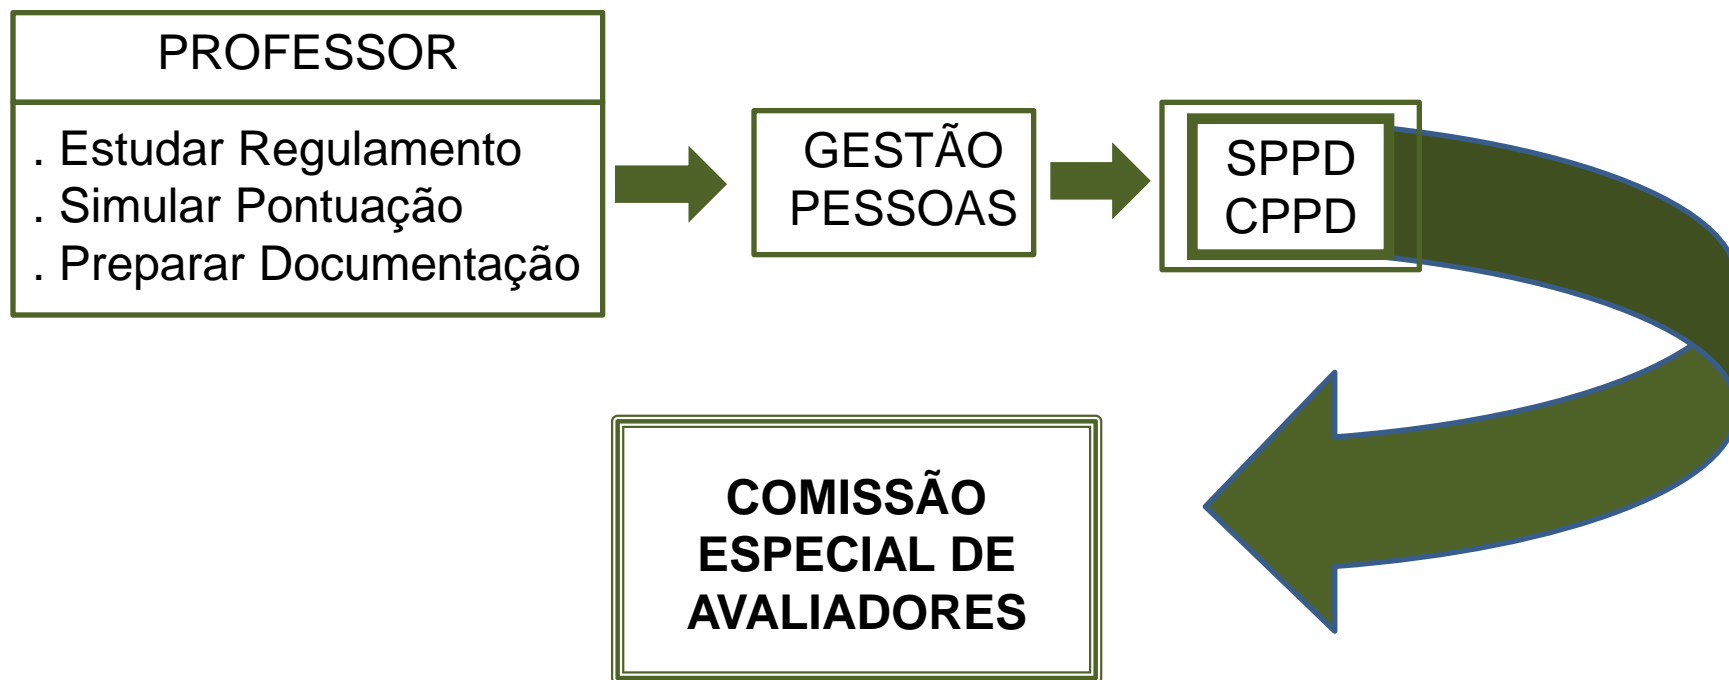 PROFESSOR
. Estudar Regulamento
. Simular Pontuação
. Preparar Documentação
GESTÃO
PESSOAS
SPPD
CPPD
COMISSÃO
ESPECIAL DE
AVALIADORES